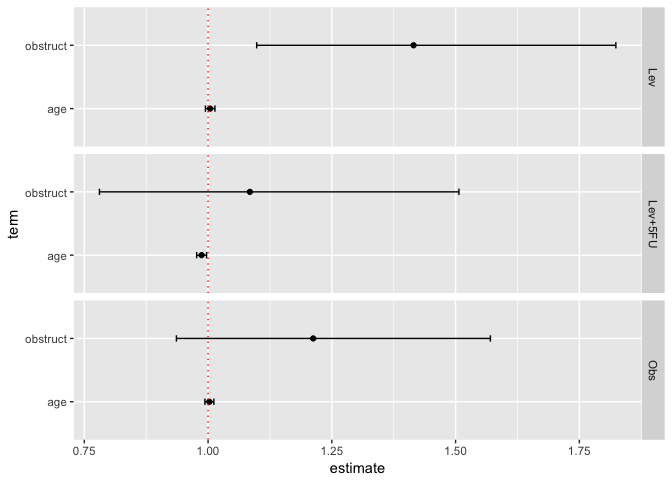 obstruct
age
Lev
obstruct
age
Lev+5FU
obstruct
age
Obs
term
0.75
1.00
1.25
1.50
1.75
estimate